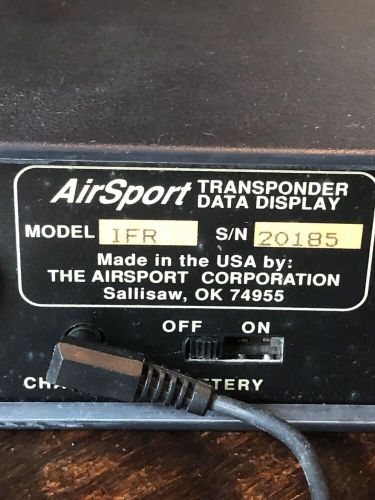 AirSport TRANSPONDER
DATA DISPLAY
MODEL IFR S/N 20185
Made in the USA by:
THE AIRSPORT CORPORATION
Sallisaw, OK 74955
OFF ON